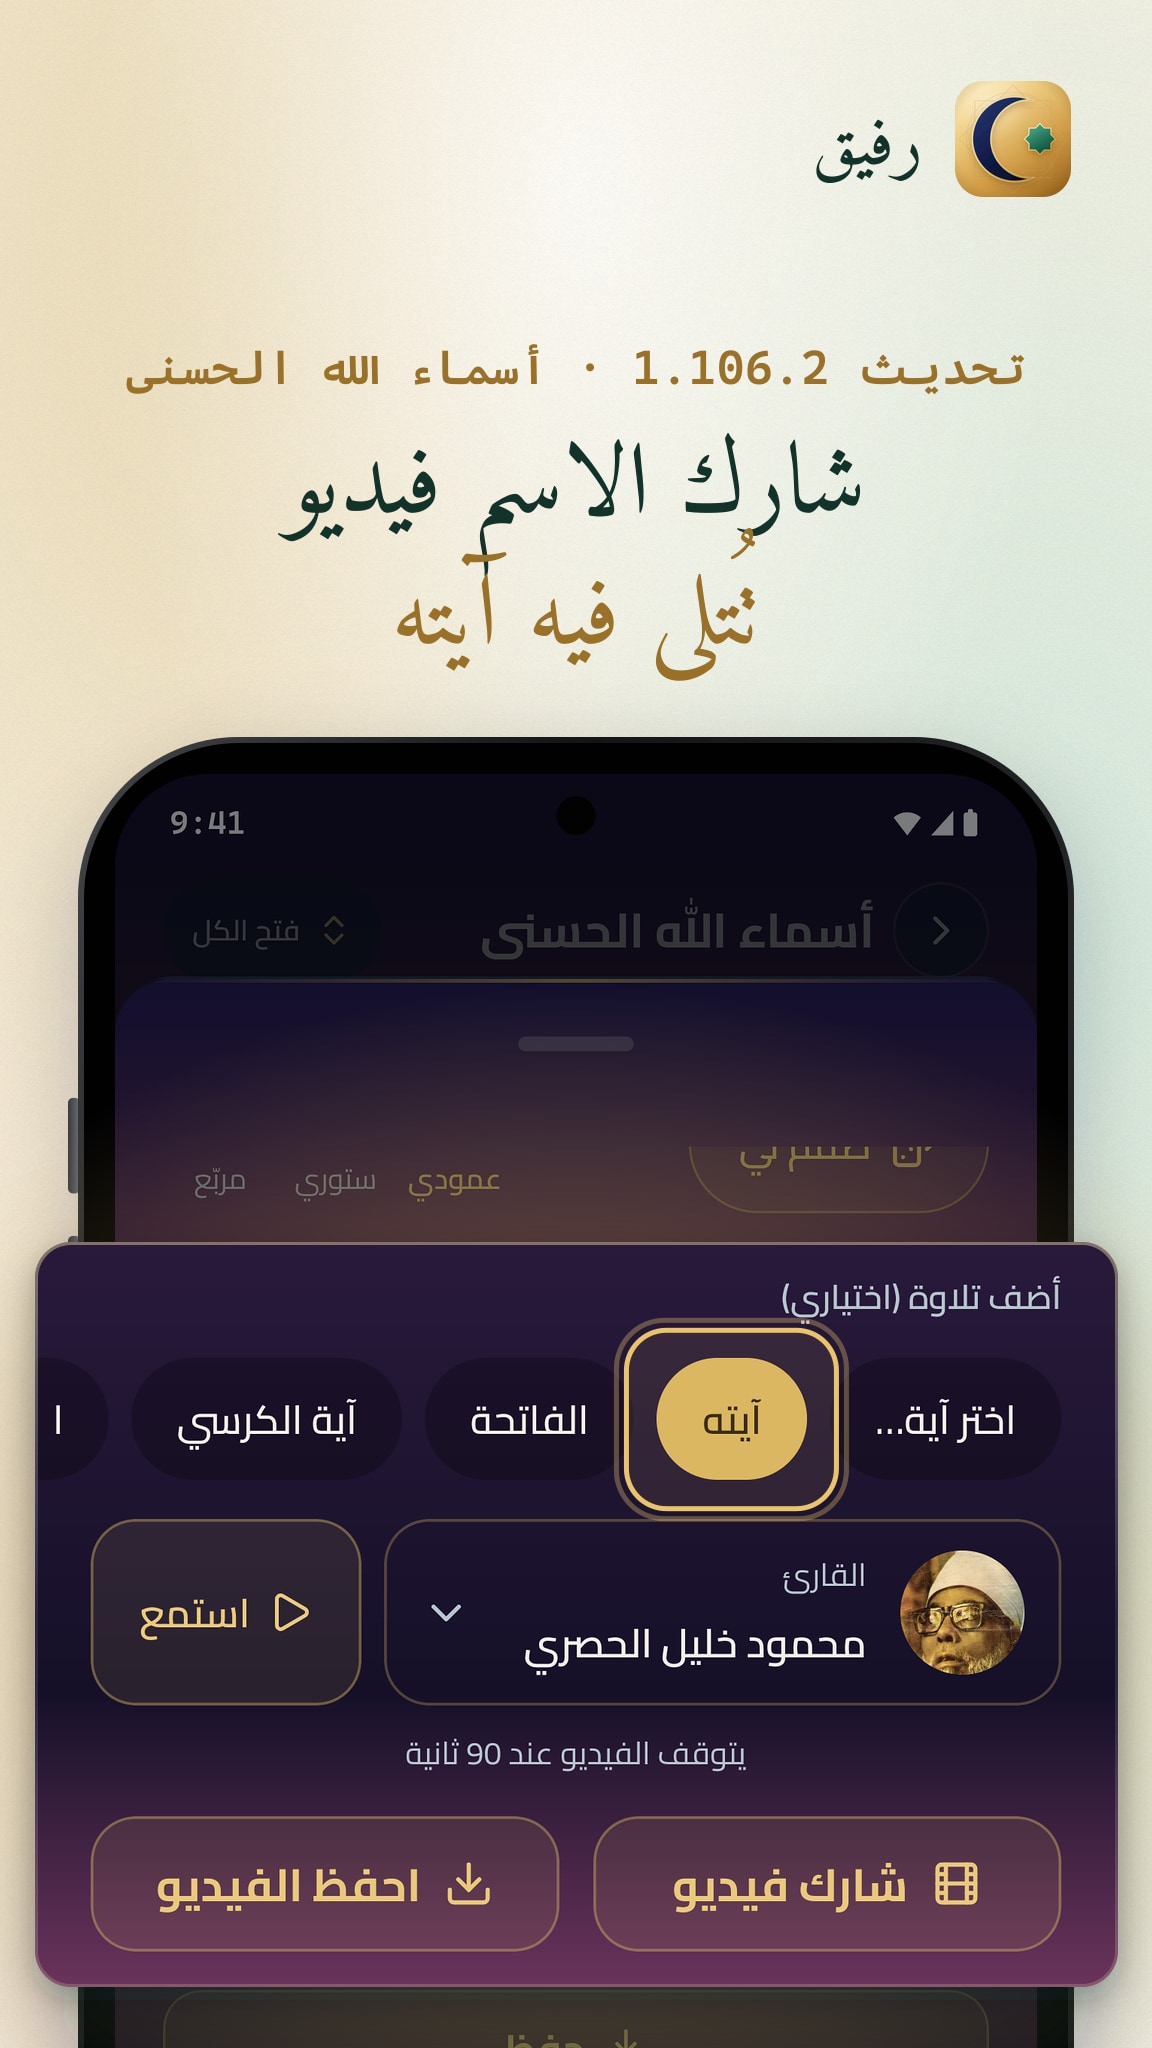 رفيق
تحديث 1.106.2 · أسماء الله الحسنى
شارك الاسم فيديو
تُتلى فيه آيته
9:41
أسماء الله الحسنى
فتح الكل
عمودي ستوري مربّع
أضف تلاوة (اختياري)
اختر آية... آيته الفاتحة آية الكرسي ا
القارئ
محمود خليل الحصري
استمع
يتوقف الفيديو عند 90 ثانية
شارك فيديو احفظ الفيديو